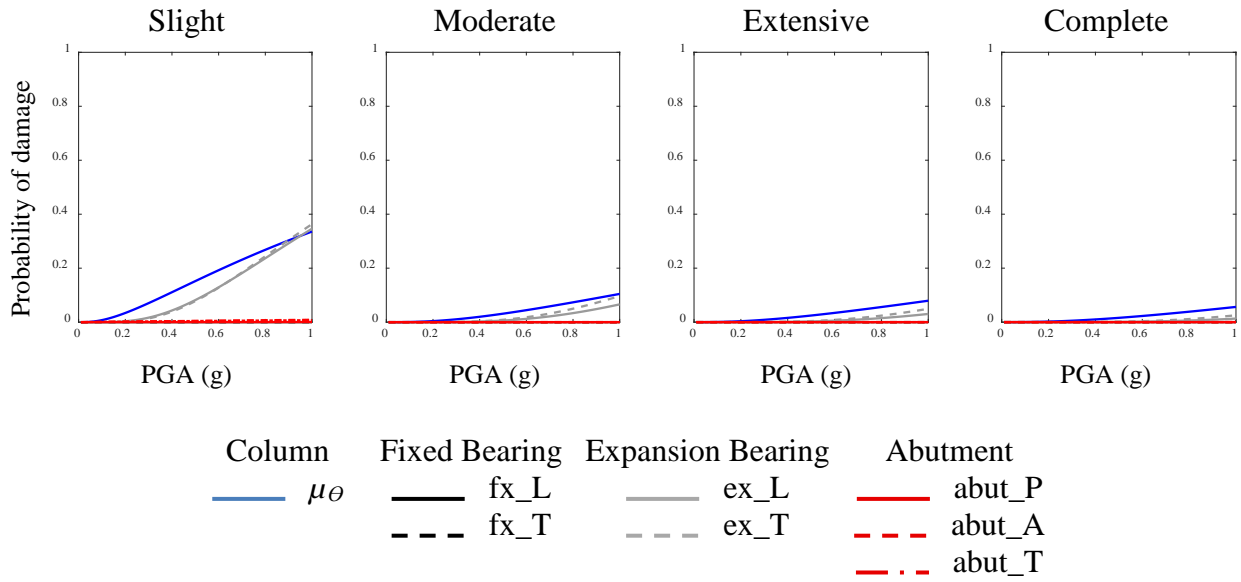 Slight Moderate Extensive Complete
Probability of damage
1 1 1 1
0.8 0.8 0.8 0.8
0.6 0.6 0.6 0.6
0.4 0.4 0.4 0.4
0.2 0.2 0.2 0.2
0 0 0 0
0 0.2 0.4 0.6 0.8 1 0 0.2 0.4 0.6 0.8 1 0 0.2 0.4 0.6 0.8 1 0 0.2 0.4 0.6 0.8 1
PGA (g) PGA (g) PGA (g) PGA (g)
Column Fixed Bearing Expansion Bearing Abutment
μ_Θ fx_L ex_L abut_P
fx_T ex_T abut_A
abut_T